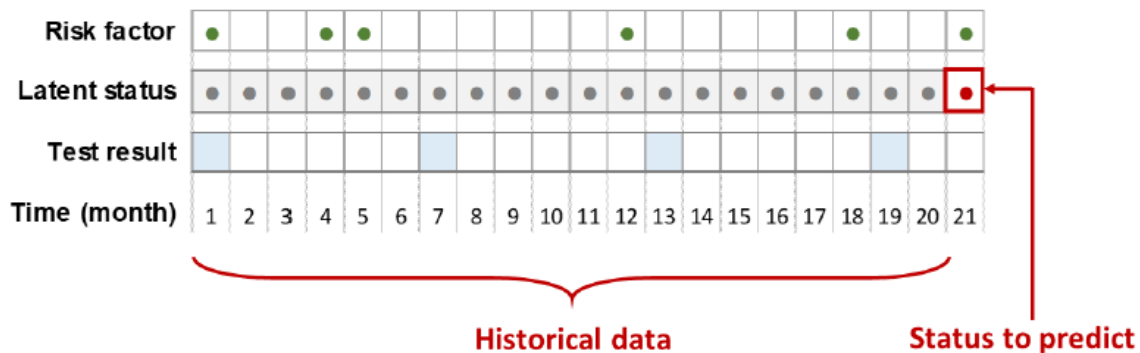 Risk factor
Latent status
Test result
Time (month) 1 2 3 4 5 6 7 8 9 10 11 12 13 14 15 16 17 18 19 20 21
Historical data
Status to predict